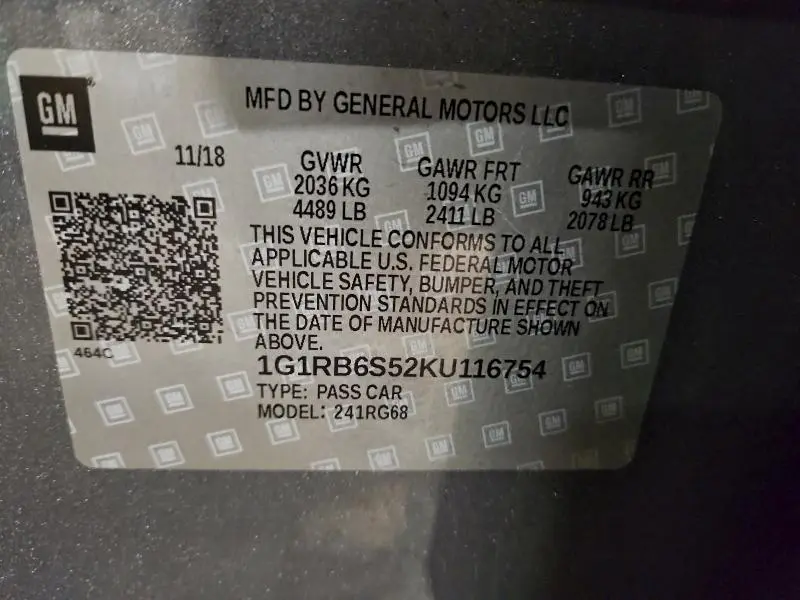 GM
MFD BY GENERAL MOTORS LLC
11/18
GVWR
2036 KG
4489 LB
GAWR FRT
1094 KG
2411 LB
GAWR RR
943 KG
2078 LB
THIS VEHICLE CONFORMS TO ALL
APPLICABLE U.S. FEDERAL MOTOR
VEHICLE SAFETY, BUMPER, AND THEFT
PREVENTION STANDARDS IN EFFECT ON
THE DATE OF MANUFACTURE SHOWN
ABOVE.
464C
1G1RB6S52KU116754
TYPE: PASS CAR
MODEL: 241RG68